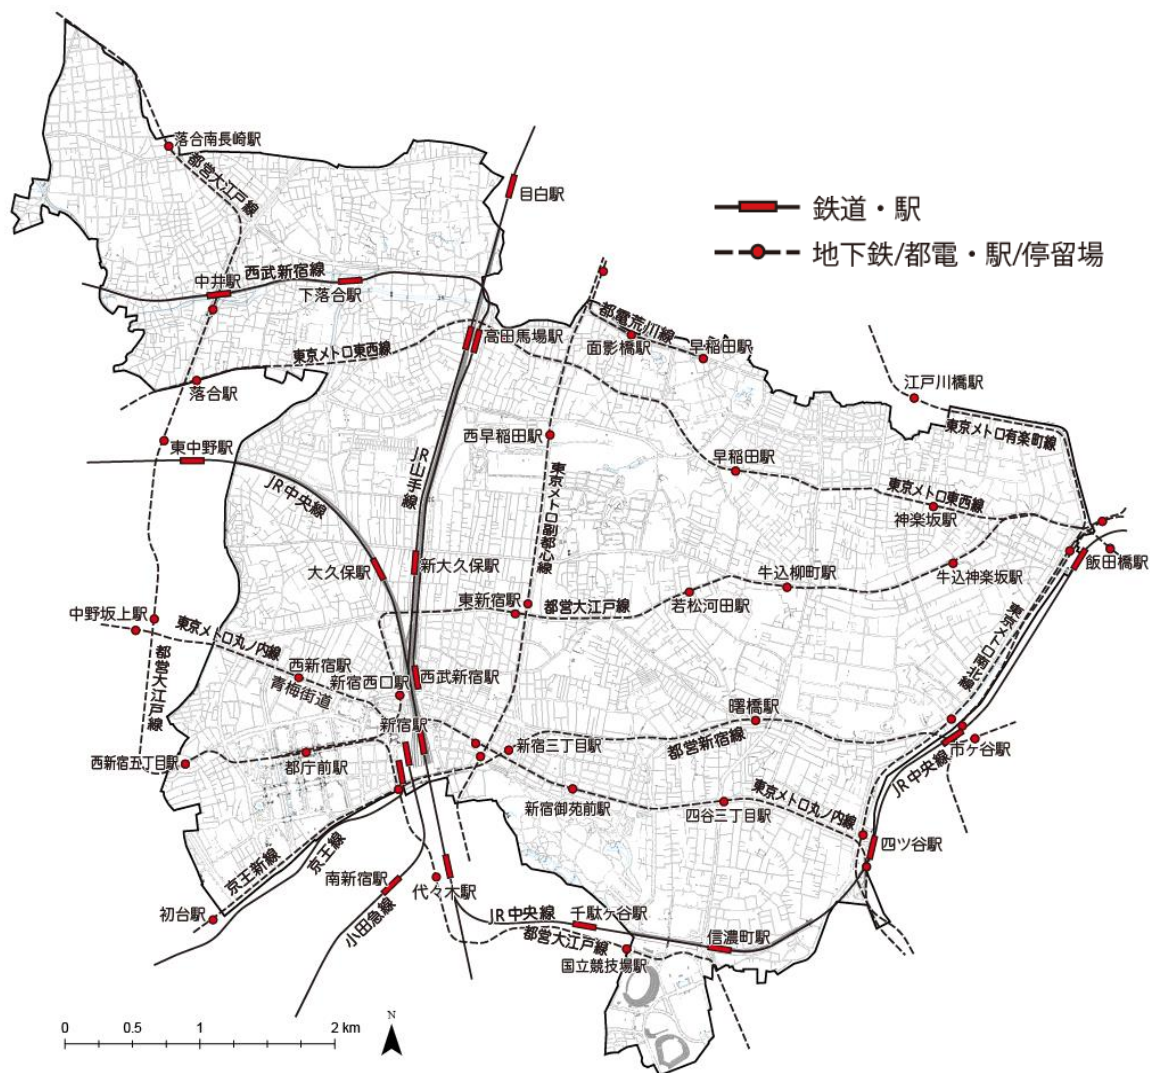 落合南長崎駅
都営大江戸線
目白駅
鉄道・駅
地下鉄/都電・駅/停留場
中井駅
西武新宿線
下落合駅
都電荒川線
高田馬場駅
面影橋駅
早稲田駅
東京メトロ東西線
落合駅
江戸川橋駅
東京メトロ有楽町線
東中野駅
西早稲田駅
JR山手線
早稲田駅
JR中央線
東京メトロ副都心線
東京メトロ東西線
神楽坂駅
大久保駅
新大久保駅
牛込柳町駅
牛込神楽坂駅
飯田橋駅
東新宿駅
都営大江戸線
若松河田駅
中野坂上駅
東京メトロ丸ノ内線
東京メトロ南北線
都営大江戸線
西新宿駅
青梅街道
新宿西口駅
西武新宿駅
曙橋駅
新宿駅
新宿三丁目駅
都営新宿線
市ヶ谷駅
西新宿五丁目駅
都庁前駅
JR中央線
新宿御苑前駅
四谷三丁目駅
東京メトロ丸ノ内線
四ツ谷駅
京王新線
京王線
南新宿駅
代々木駅
初台駅
小田急線
JR中央線
千駄ヶ谷駅
都営大江戸線
信濃町駅
国立競技場駅
0 0.5 1 2 km
N